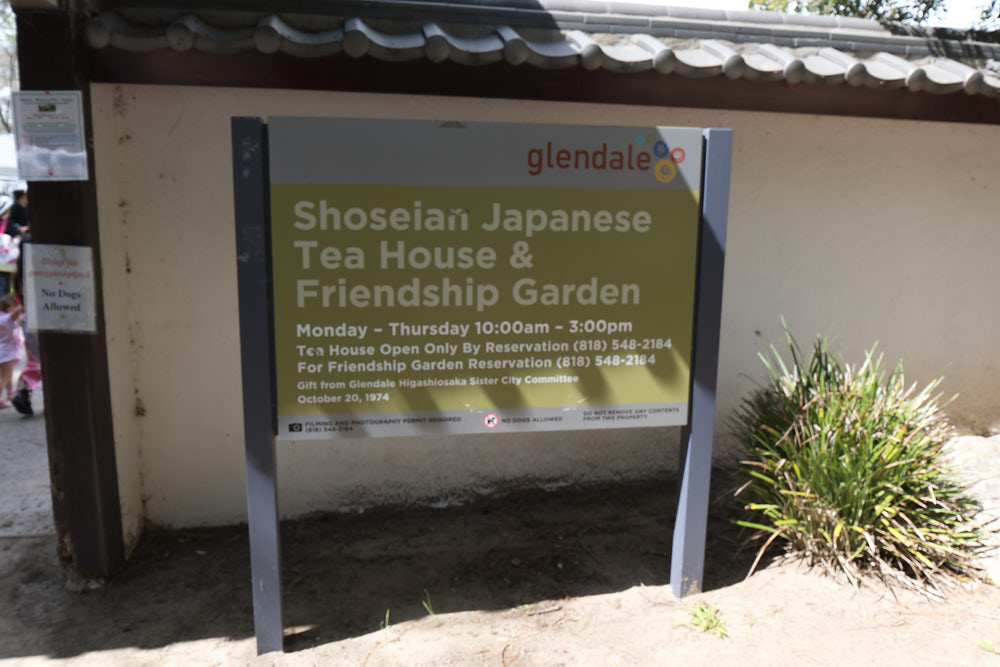 glendale
Shoseian Japanese
Tea House &
Friendship Garden
Monday – Thursday 10:00am – 3:00pm
Tea House Open Only By Reservation (818) 548-2184
For Friendship Garden Reservation (818) 548-2184
Gift from Glendale Higashiosaka Sister City Committee
October 20, 1974
FILMING AND PHOTOGRAPHY PERMIT REQUIRED
(818) 548-2184
NO DOGS ALLOWED
DO NOT REMOVE ANY CONTENTS
FROM THIS PROPERTY
No Dogs
Allowed